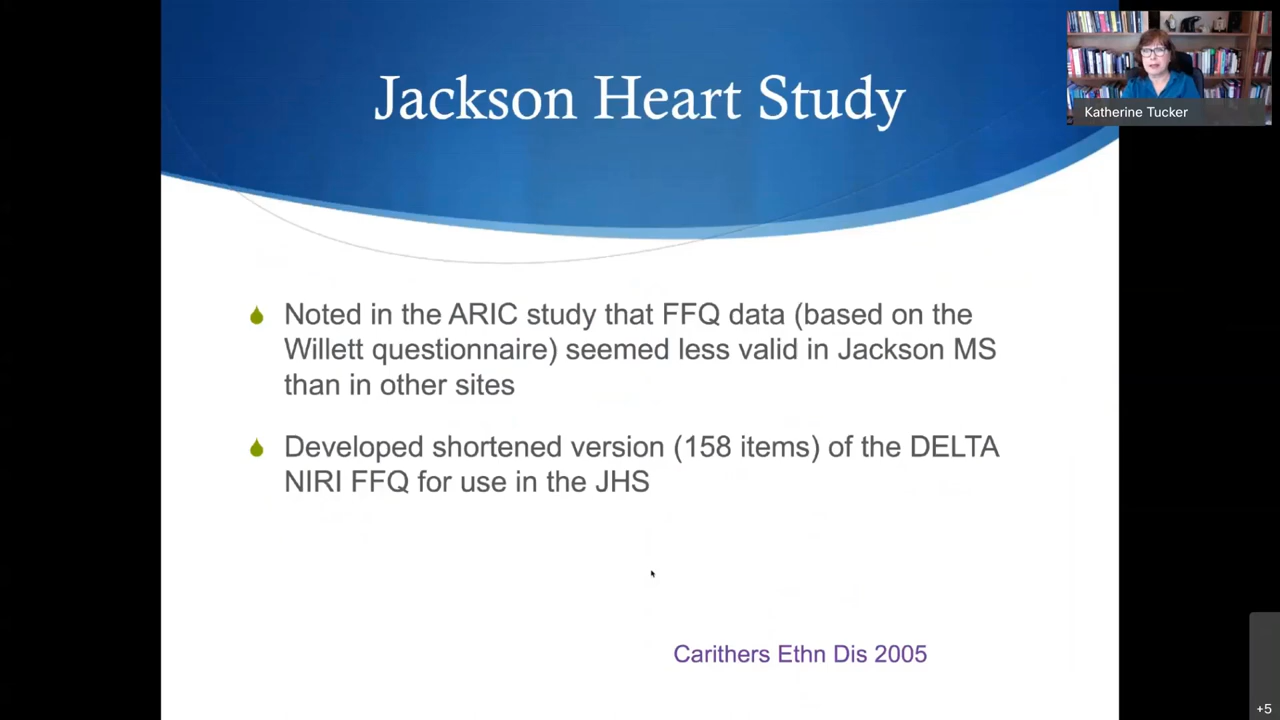 Jackson Heart Study
Katherine Tucker
Noted in the ARIC study that FFQ data (based on the
Willett questionnaire) seemed less valid in Jackson MS
than in other sites
Developed shortened version (158 items) of the DELTA
NIRI FFQ for use in the JHS
Carithers Ethn Dis 2005
+5